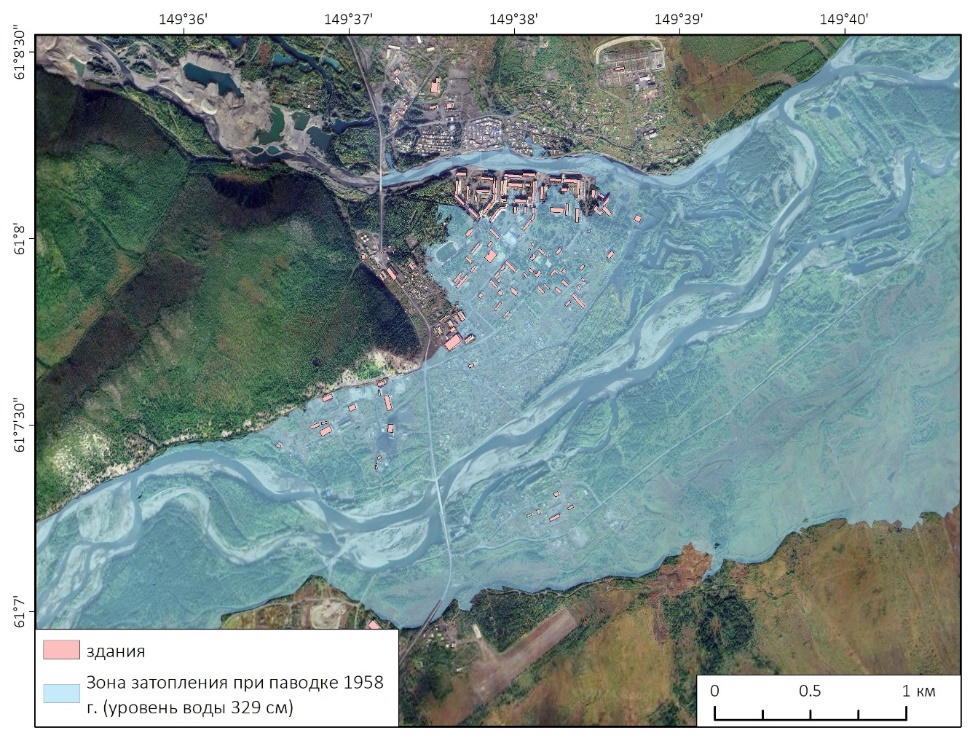 149°36' 149°37' 149°38' 149°39' 149°40'
61°8'30"
61°8'
61°7'30"
61°7'
здания
Зона затопления при паводке 1958
г. (уровень воды 329 см)
0 0.5 1 км